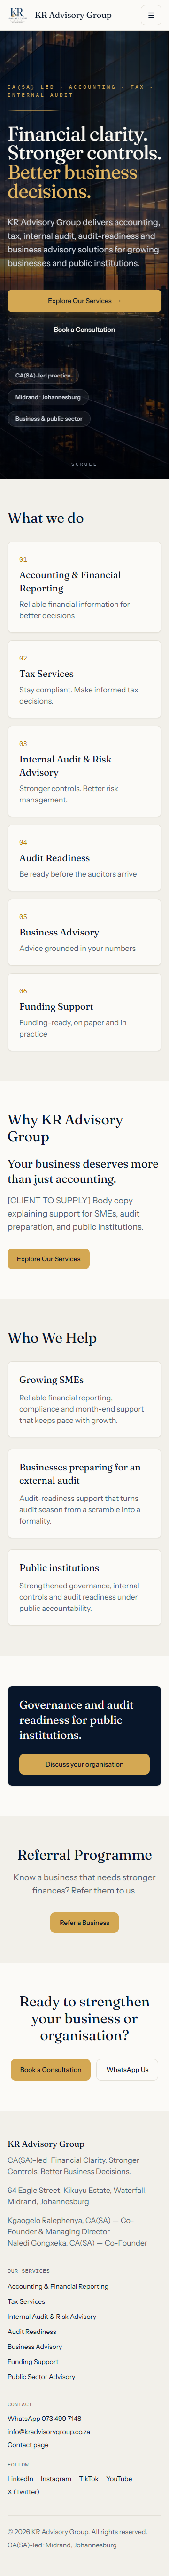 KR
KR Advisory Group
CA(SA)-LED · ACCOUNTING · TAX ·
INTERNAL AUDIT
Financial clarity.
Stronger controls.
Better business
decisions.
KR Advisory Group delivers accounting,
tax, internal audit, audit-readiness and
business advisory solutions for growing
businesses and public institutions.
Explore Our Services →
Book a Consultation
CA(SA)-led practice
Midrand · Johannesburg
Business & public sector
SCROLL
What we do
01
Accounting & Financial
Reporting
Reliable financial information for
better decisions
02
Tax Services
Stay compliant. Make informed tax
decisions.
03
Internal Audit & Risk
Advisory
Stronger controls. Better risk
management.
04
Audit Readiness
Be ready before the auditors arrive
05
Business Advisory
Advice grounded in your numbers
06
Funding Support
Funding-ready, on paper and in
practice
Why KR Advisory
Group
Your business deserves more
than just accounting.
[CLIENT TO SUPPLY] Body copy
explaining support for SMEs, audit
preparation, and public institutions.
Explore Our Services
Who We Help
Growing SMEs
Reliable financial reporting,
compliance and month-end support
that keeps pace with growth.
Businesses preparing for an
external audit
Audit-readiness support that turns
audit season from a scramble into a
formality.
Public institutions
Strengthened governance, internal
controls and audit readiness under
public accountability.
Governance and audit
readiness for public
institutions.
Discuss your organisation
Referral Programme
Know a business that needs stronger
finances? Refer them to us.
Refer a Business
Ready to strengthen
your business or
organisation?
Book a Consultation
WhatsApp Us
KR Advisory Group
CA(SA)-led · Financial Clarity. Stronger
Controls. Better Business Decisions.
64 Eagle Street, Kikuyu Estate, Waterfall,
Midrand, Johannesburg
Kgaogelo Ralephenya, CA(SA) — Co-
Founder & Managing Director
Naledi Gongxeka, CA(SA) — Co-Founder
OUR SERVICES
Accounting & Financial Reporting
Tax Services
Internal Audit & Risk Advisory
Audit Readiness
Business Advisory
Funding Support
Public Sector Advisory
CONTACT
WhatsApp 073 499 7148
info@kradvisorygroup.co.za
Contact page
FOLLOW
LinkedIn Instagram TikTok YouTube
X (Twitter)
© 2026 KR Advisory Group. All rights reserved.
CA(SA)-led · Midrand, Johannesburg